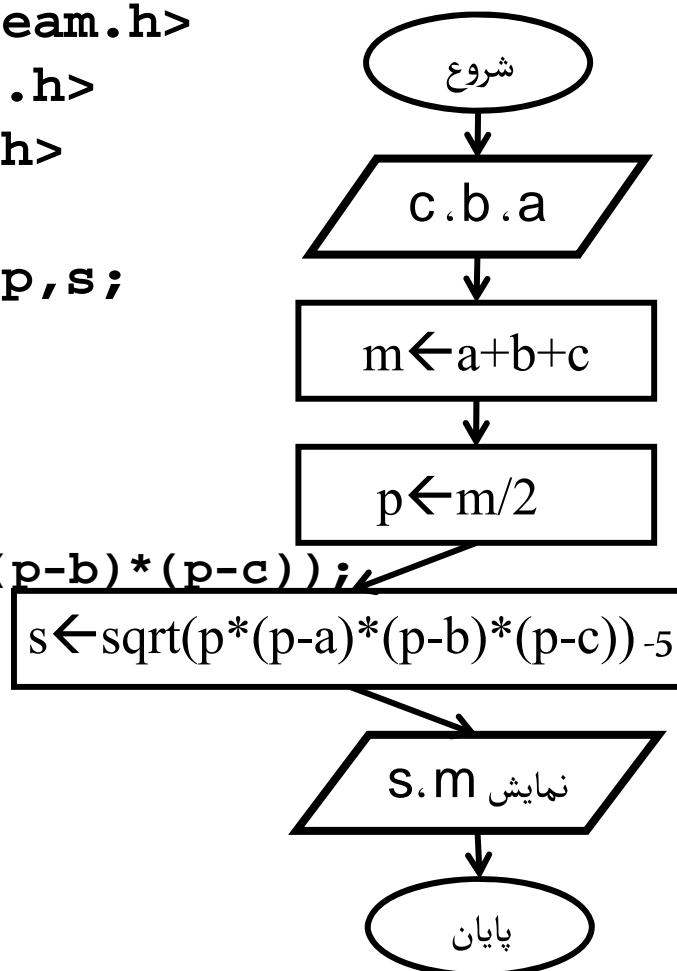 eam.h>
.h>
h>
p,s;
(p-b)*(p-c));
شروع
a ،b ،c
m←a+b+c
p←m/2
5- s←sqrt(p*(p-a)*(p-b)*(p-c))
نمایش m ،s
پایان